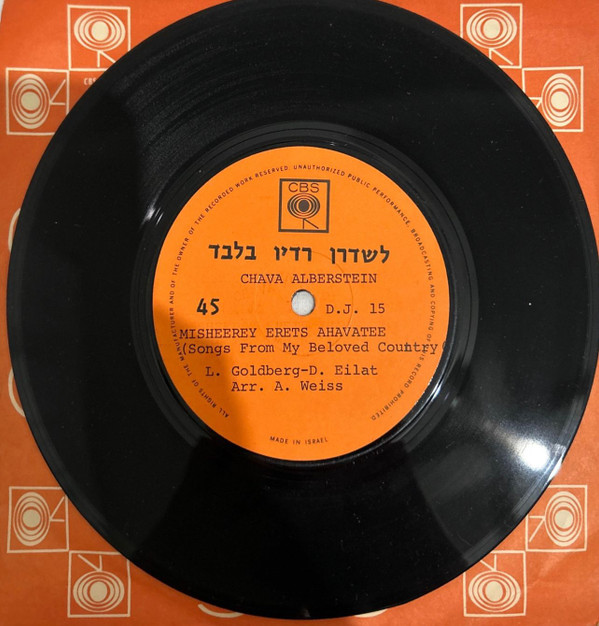 ALL RIGHTS OF THE MANUFACTURER AND OF THE OWNER OF THE RECORDED WORK RESERVED. UNAUTHORIZED PUBLIC PERFORMANCE, BROADCASTING AND COPYING OF THIS RECORD PROHIBITED
CBS
לשדרן רדיו בלבד
CHAVA ALBERSTEIN
45
D.J. 15
MISHEEREY ERETS AHAVATEE
(Songs From My Beloved Country
L. Goldberg-D. Eilat
Arr. A. Weiss
MADE IN ISRAEL